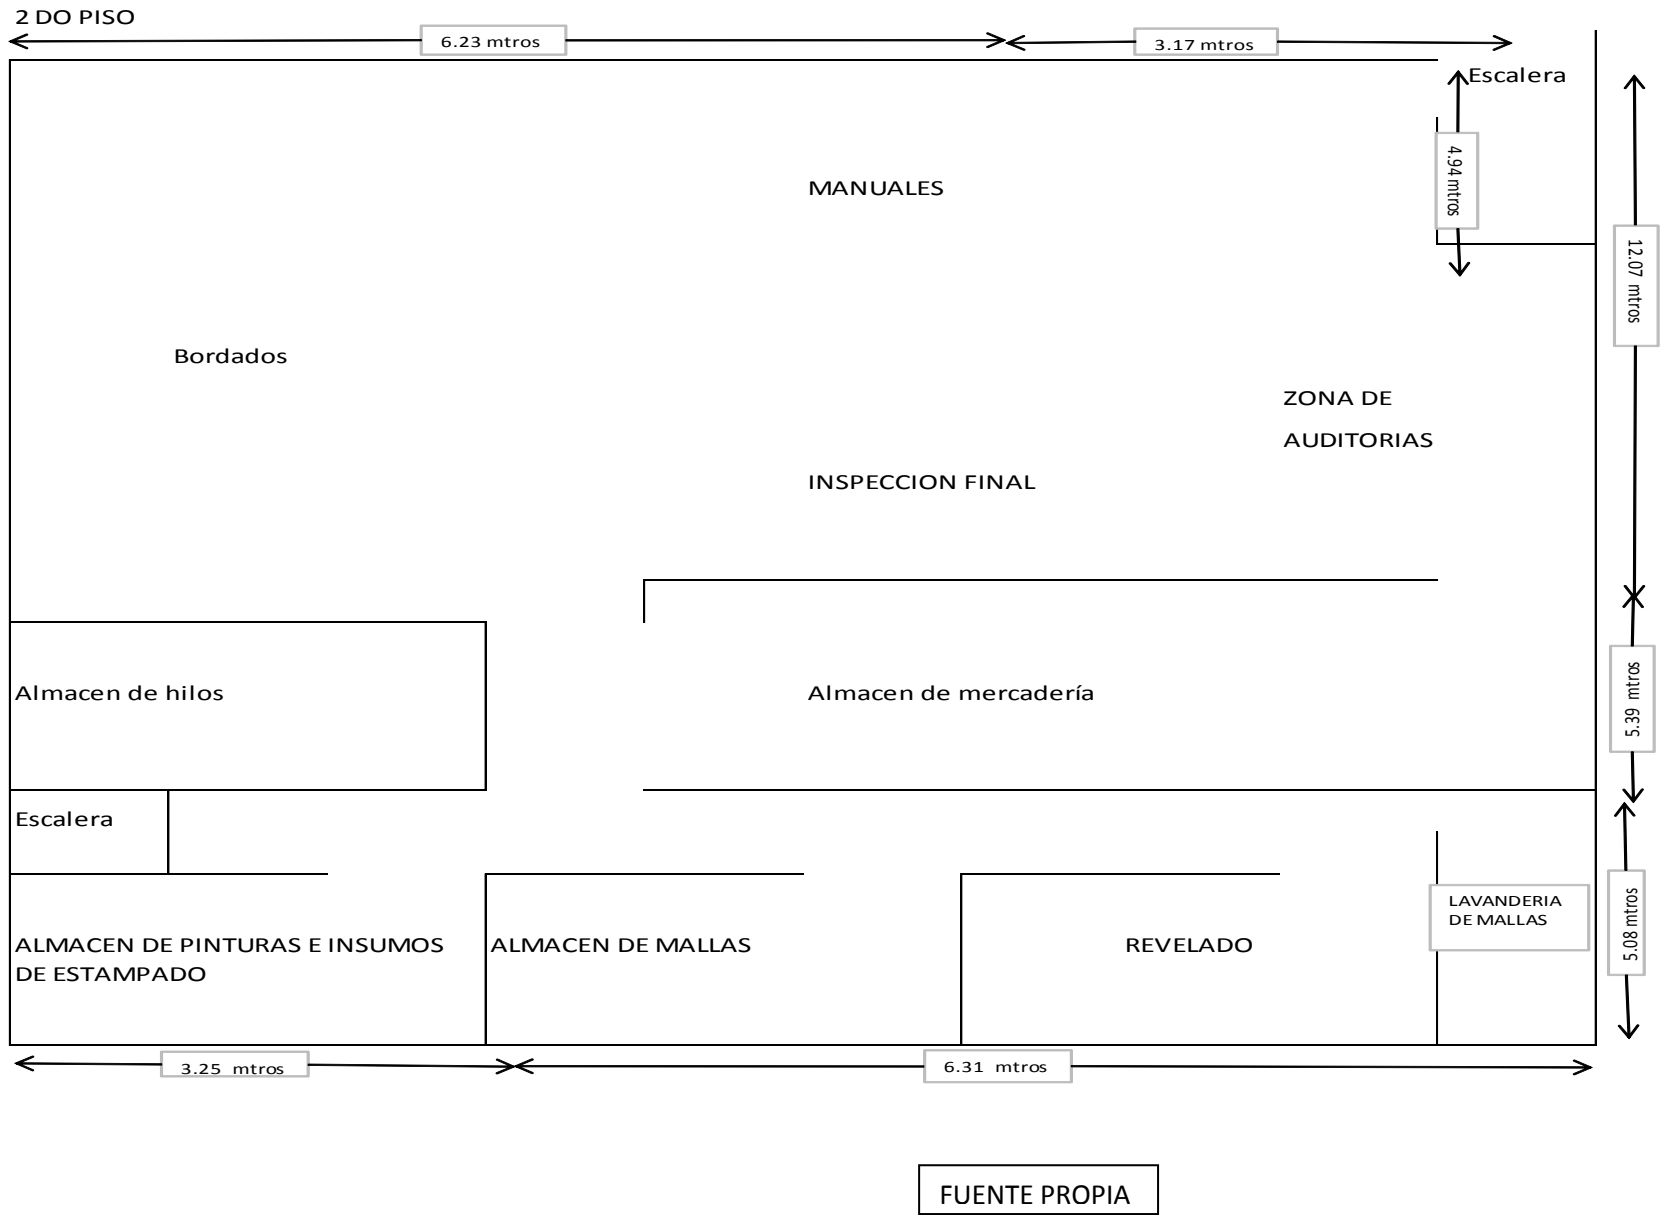 2 DO PISO
6.23 mtros
3.17 mtros
Escalera
4.94 mtros
MANUALES
12.07 mtros
Bordados
ZONA DE
AUDITORIAS
INSPECCION FINAL
Almacen de hilos
Almacen de mercadería
5.39 mtros
Escalera
LAVANDERIA
DE MALLAS
5.08 mtros
ALMACEN DE PINTURAS E INSUMOS
DE ESTAMPADO
ALMACEN DE MALLAS
REVELADO
3.25 mtros
6.31 mtros
FUENTE PROPIA